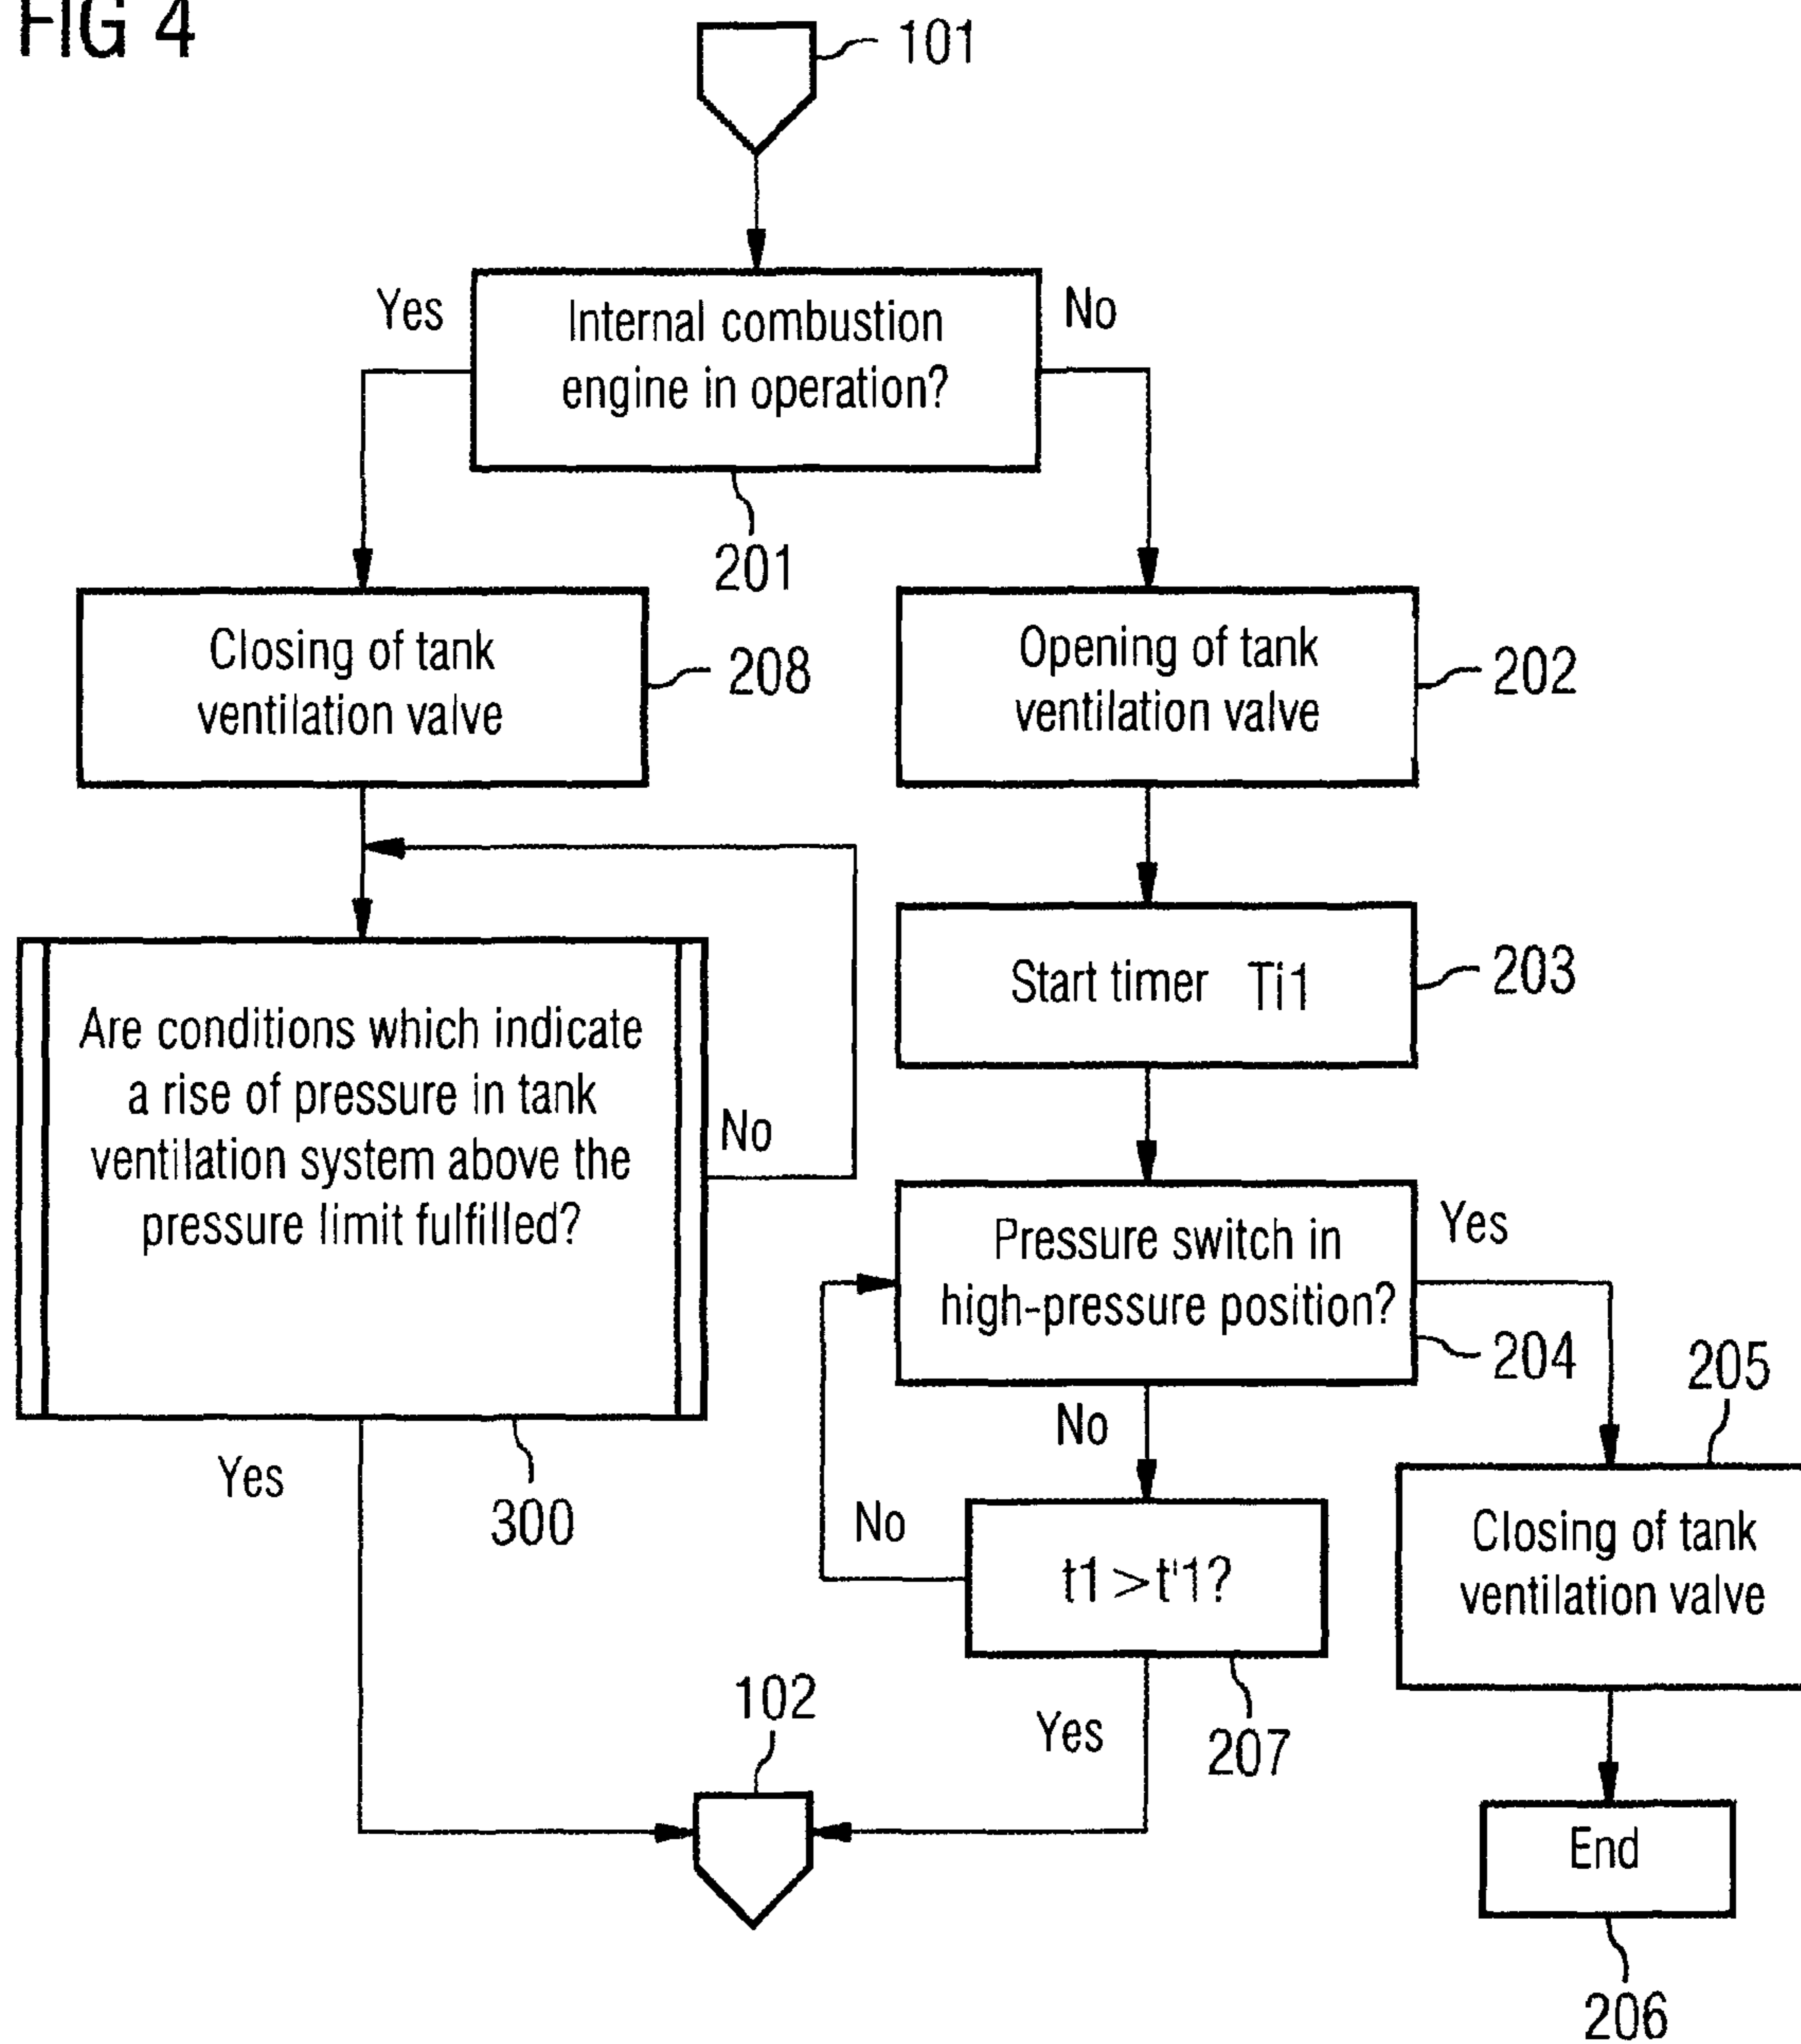 FIG 4
101
Yes
Internal combustion
engine in operation?
No
201
Closing of tank
ventilation valve
208
Opening of tank
ventilation valve
202
Start timer Ti1
203
Are conditions which indicate
a rise of pressure in tank
ventilation system above the
pressure limit fulfilled?
No
300
Yes
Pressure switch in
high-pressure position?
Yes
204
No
205
Closing of tank
ventilation valve
No
t1 >t'1?
207
Yes
102
End
206